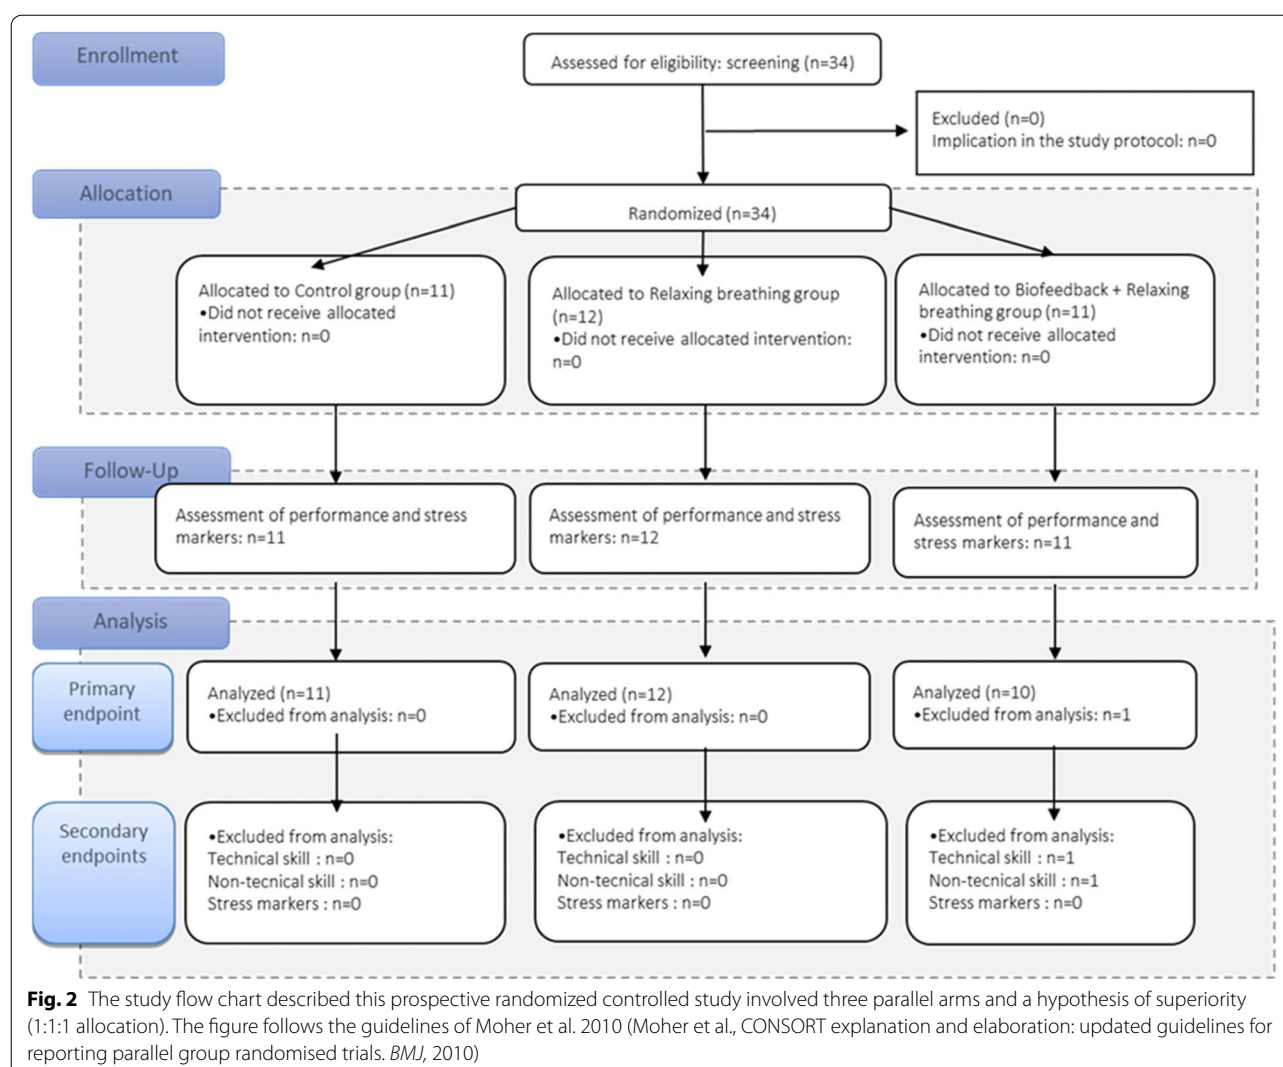 Enrollment
Assessed for eligibility: screening (n=34)
Excluded (n=0)
Implication in the study protocol: n=0
Allocation
Randomized (n=34)
Allocated to Control group (n=11)
•Did not receive allocated
intervention: n=0
Allocated to Relaxing breathing group
(n=12)
•Did not receive allocated intervention:
n=0
Allocated to Biofeedback + Relaxing
breathing group (n=11)
•Did not receive allocated
intervention: n=0
Follow-Up
Assessment of performance and stress
markers: n=11
Assessment of performance and stress
markers: n=12
Assessment of performance and
stress markers: n=11
Analysis
Primary
endpoint
Analyzed (n=11)
•Excluded from analysis: n=0
Analyzed (n=12)
•Excluded from analysis: n=0
Analyzed (n=10)
•Excluded from analysis: n=1
Secondary
endpoints
•Excluded from analysis:
Technical skill : n=0
Non-tecnical skill : n=0
Stress markers : n=0
•Excluded from analysis:
Technical skill : n=0
Non-tecnical skill : n=0
Stress markers : n=0
•Excluded from analysis:
Technical skill : n=1
Non-tecnical skill : n=1
Stress markers : n=0
Fig. 2 The study flow chart described this prospective randomized controlled study involved three parallel arms and a hypothesis of superiority
(1:1:1 allocation). The figure follows the guidelines of Moher et al. 2010 (Moher et al., CONSORT explanation and elaboration: updated guidelines for
reporting parallel group randomised trials. BMJ, 2010)